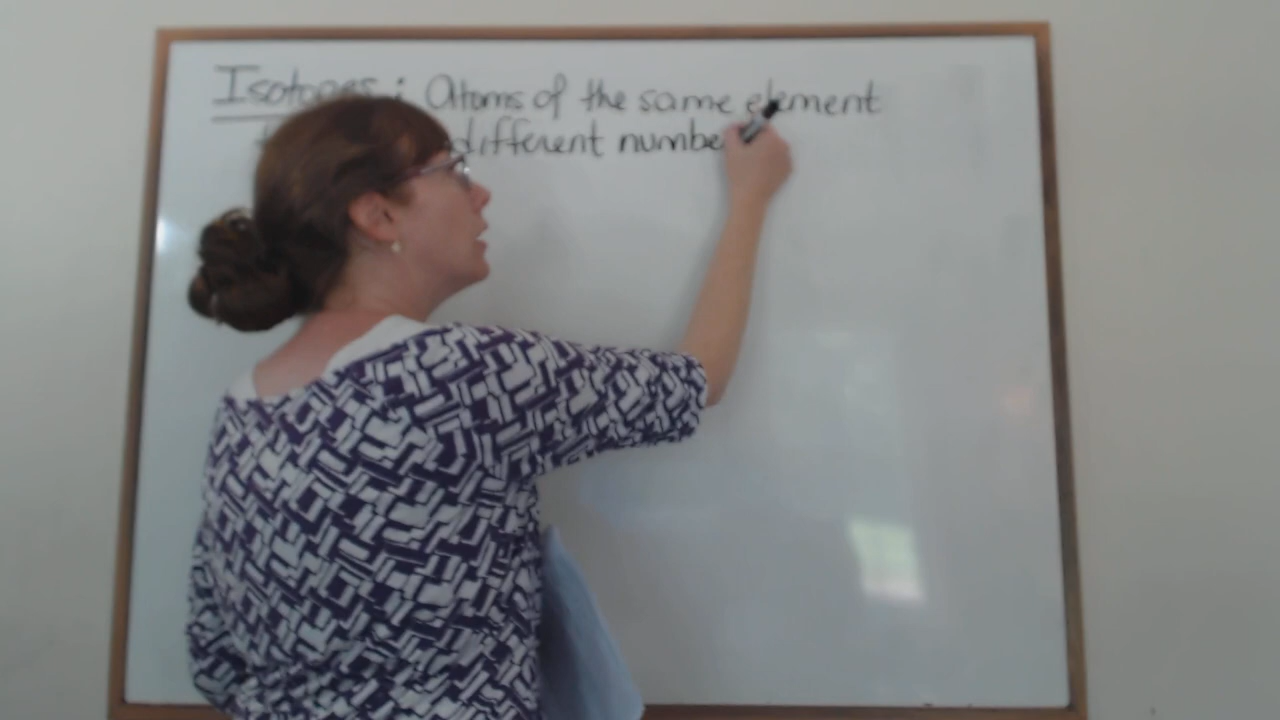 Isotopes : Atoms of the same element
different numbe